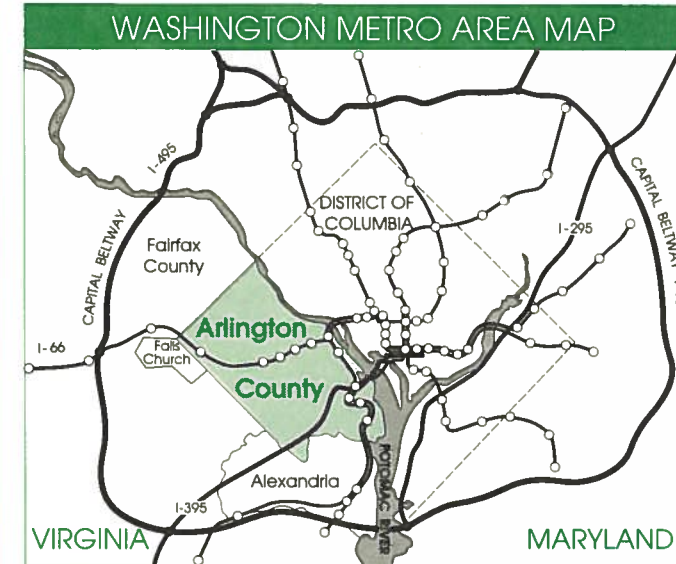 WASHINGTON METRO AREA MAP
I-495
CAPITAL BELTWAY
DISTRICT OF
COLUMBIA
CAPITAL BELTWAY
I-295
Fairfax
County
I-66
Falls
Church
Arlington
County
Alexandria
I-395
POTOMAC RIVER
VIRGINIA
MARYLAND